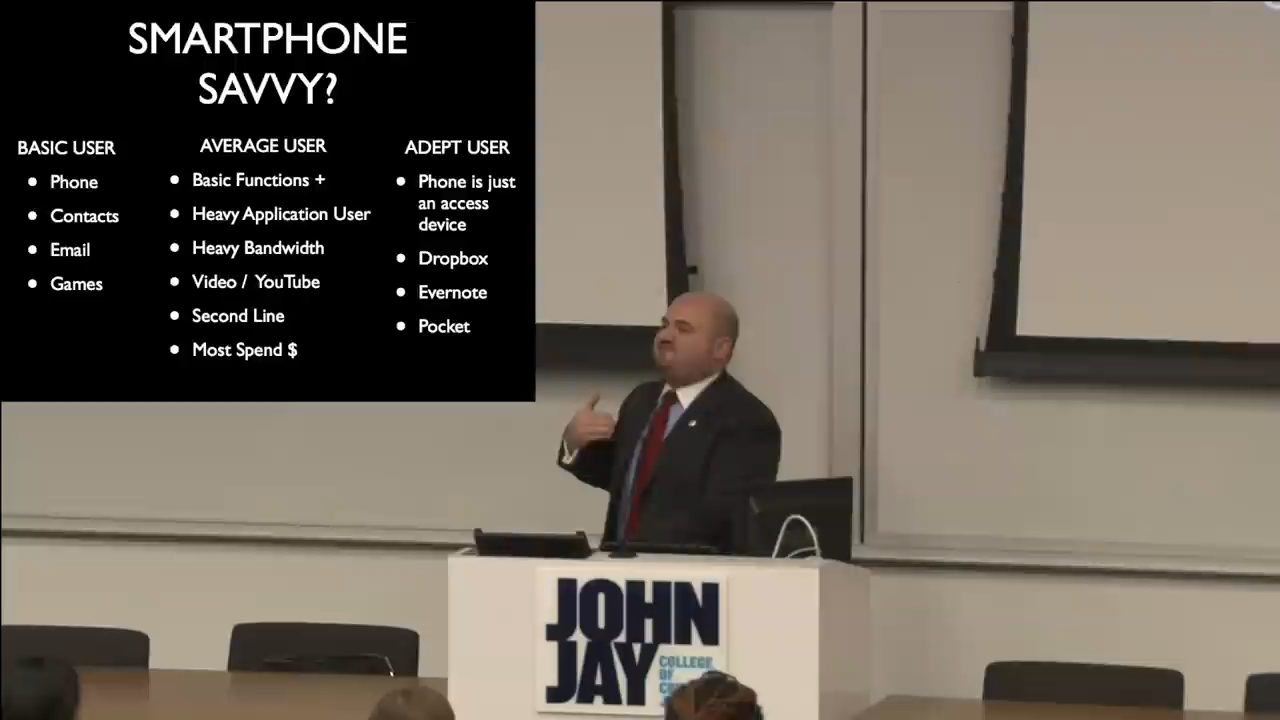 SMARTPHONE
SAVVY?
BASIC USER
Phone
Contacts
Email
Games
AVERAGE USER
Basic Functions +
Heavy Application User
Heavy Bandwidth
Video / YouTube
Second Line
Most Spend $
ADEPT USER
Phone is just
an access
device
Dropbox
Evernote
Pocket
JOHN
JAY
COLLEGE
OF